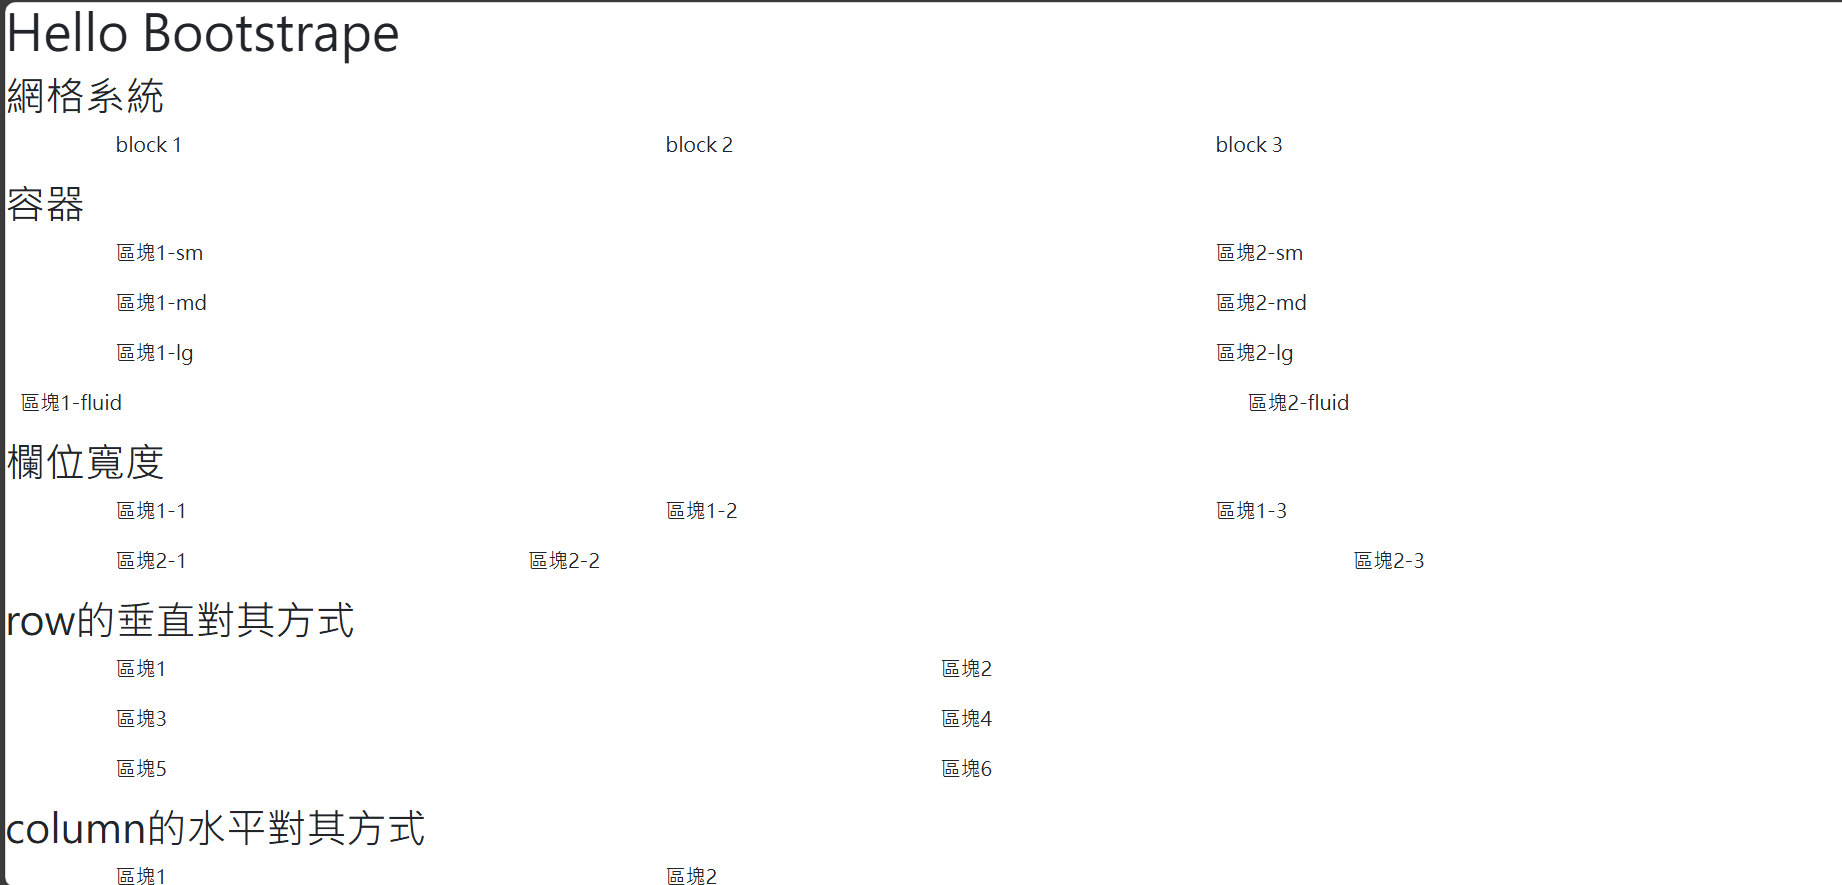 Hello Bootstrape
網格系統
block 1 block 2 block 3
容器
區塊1-sm 區塊2-sm
區塊1-md 區塊2-md
區塊1-lg 區塊2-lg
區塊1-fluid 區塊2-fluid
欄位寬度
區塊1-1 區塊1-2 區塊1-3
區塊2-1 區塊2-2 區塊2-3
row的垂直對其方式
區塊1 區塊2
區塊3 區塊4
區塊5 區塊6
column的水平對其方式
區塊1 區塊2